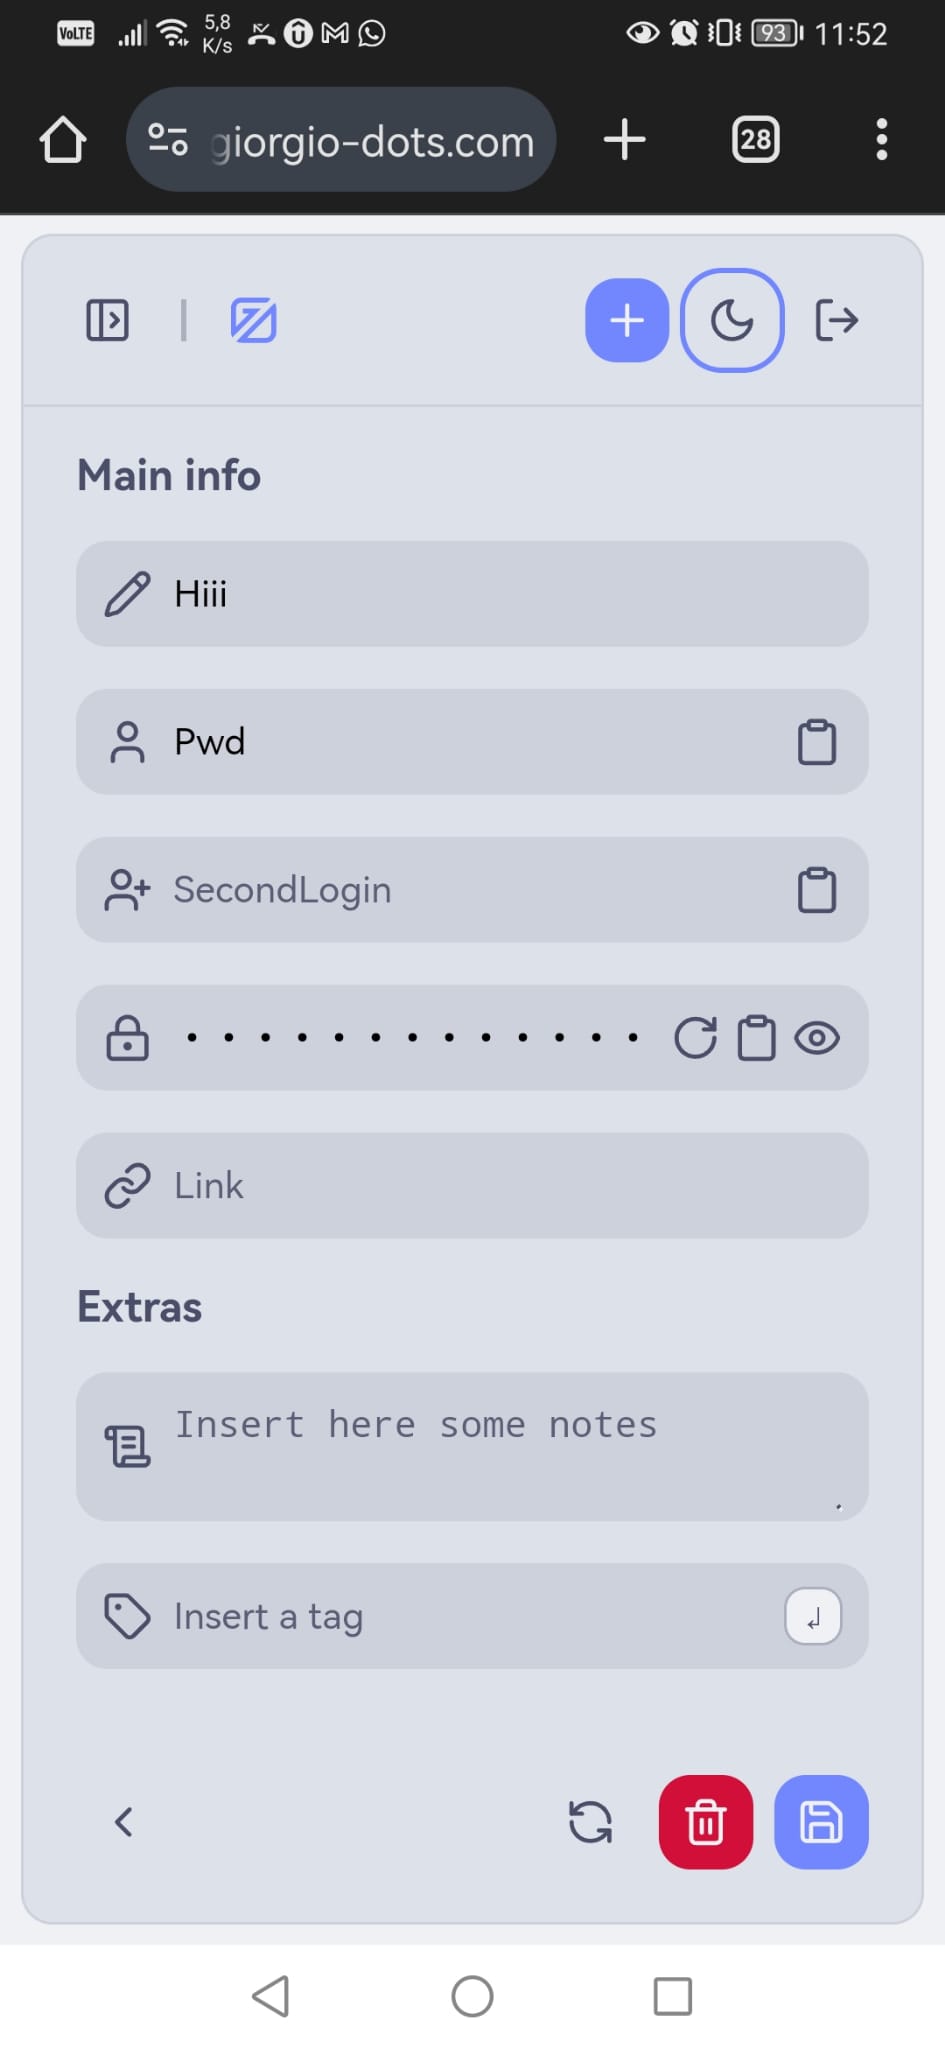 VoLTE 5,8 K/s 93 11:52
giorgio-dots.com 28
Main info
Hiii
Pwd
SecondLogin
Link
Extras
Insert here some notes
Insert a tag